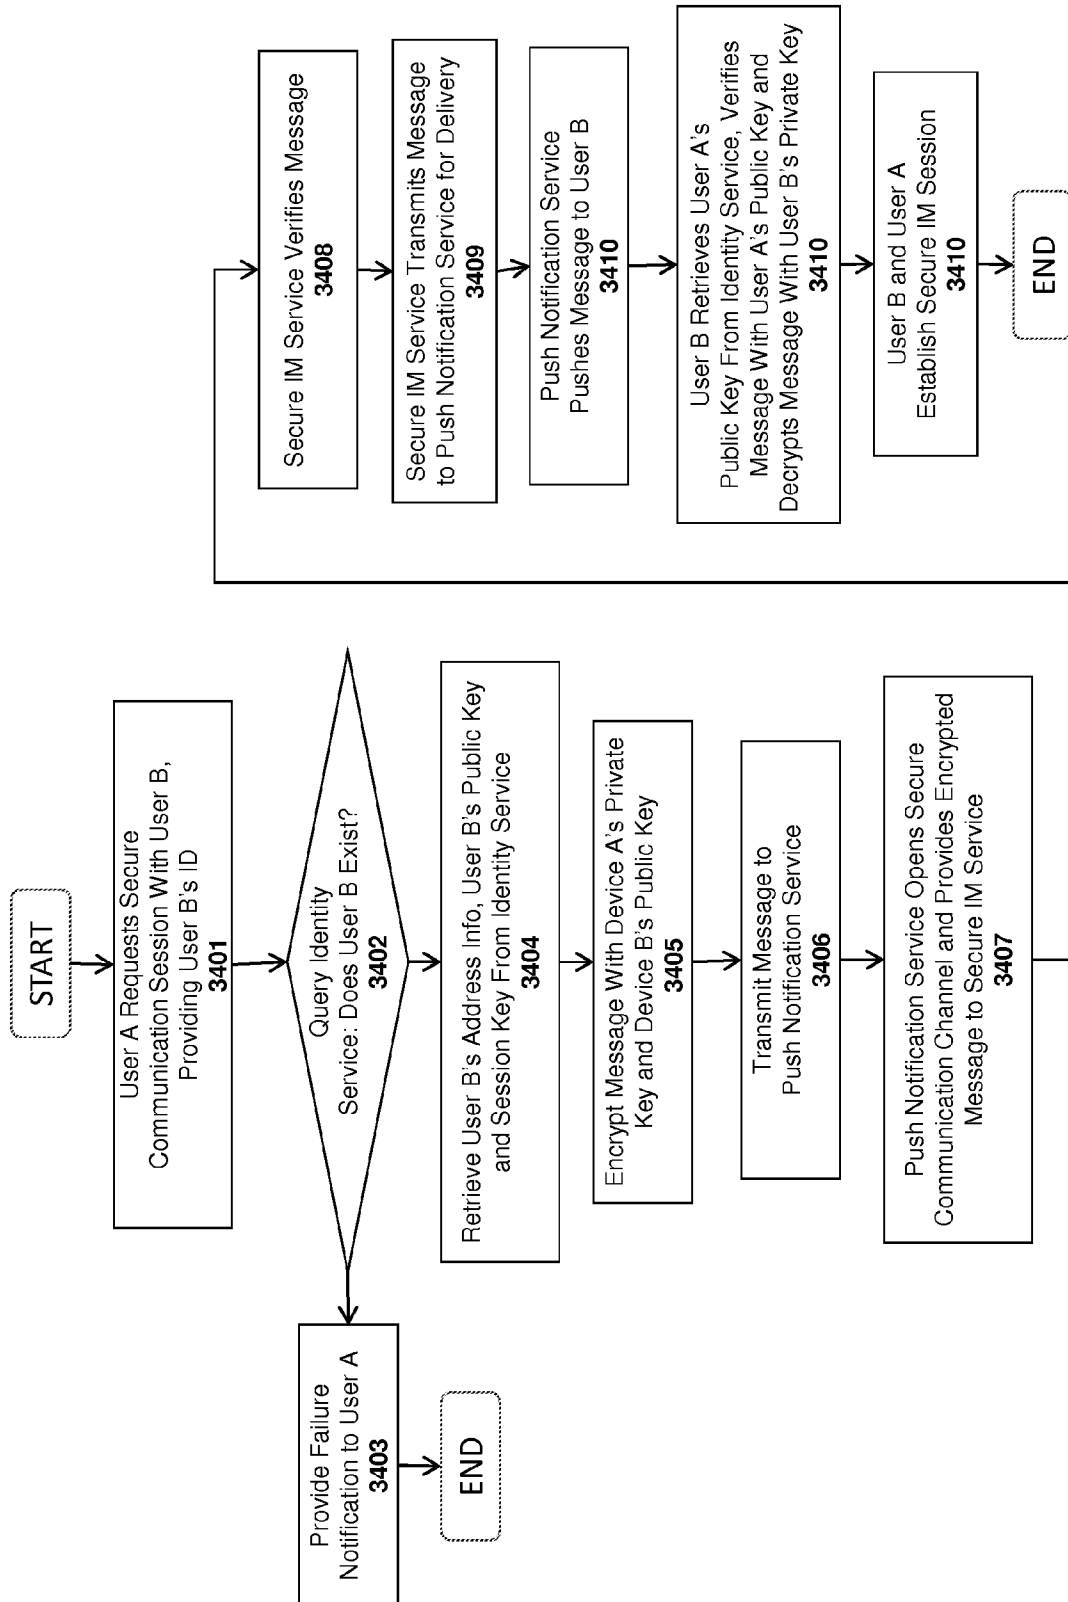 START
User A Requests Secure
Communication Session With User B,
Providing User B's ID
3401
Query Identity
Service: Does User B Exist?
3402
Provide Failure
Notification to User A
3403
END
Retrieve User B's Address Info, User B's Public Key
and Session Key From Identity Service
3404
Encrypt Message With Device A's Private
Key and Device B's Public Key
3405
Transmit Message to
Push Notification Service
3406
Push Notification Service Opens Secure
Communication Channel and Provides Encrypted
Message to Secure IM Service
3407
Secure IM Service Verifies Message
3408
Secure IM Service Transmits Message
to Push Notification Service for Delivery
3409
Push Notification Service
Pushes Message to User B
3410
User B Retrieves User A's
Public Key From Identity Service, Verifies
Message With User A's Public Key and
Decrypts Message With User B's Private Key
3410
User B and User A
Establish Secure IM Session
3410
END